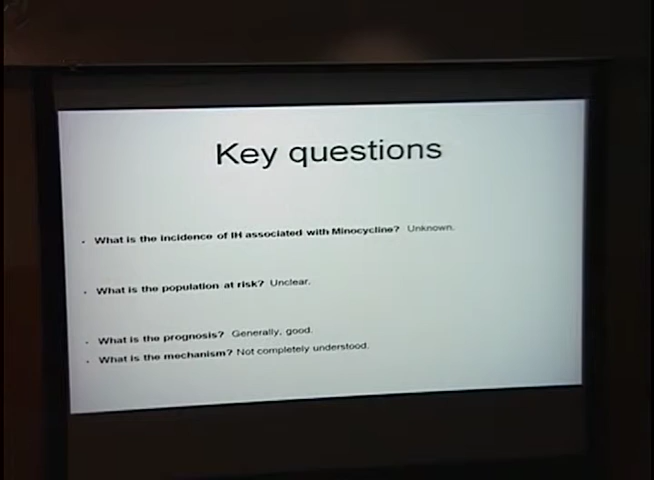 Key questions
• What is the incidence of IH associated with Minocycline? Unknown.
• What is the population at risk? Unclear.
• What is the prognosis? Generally, good.
• What is the mechanism? Not completely understood.